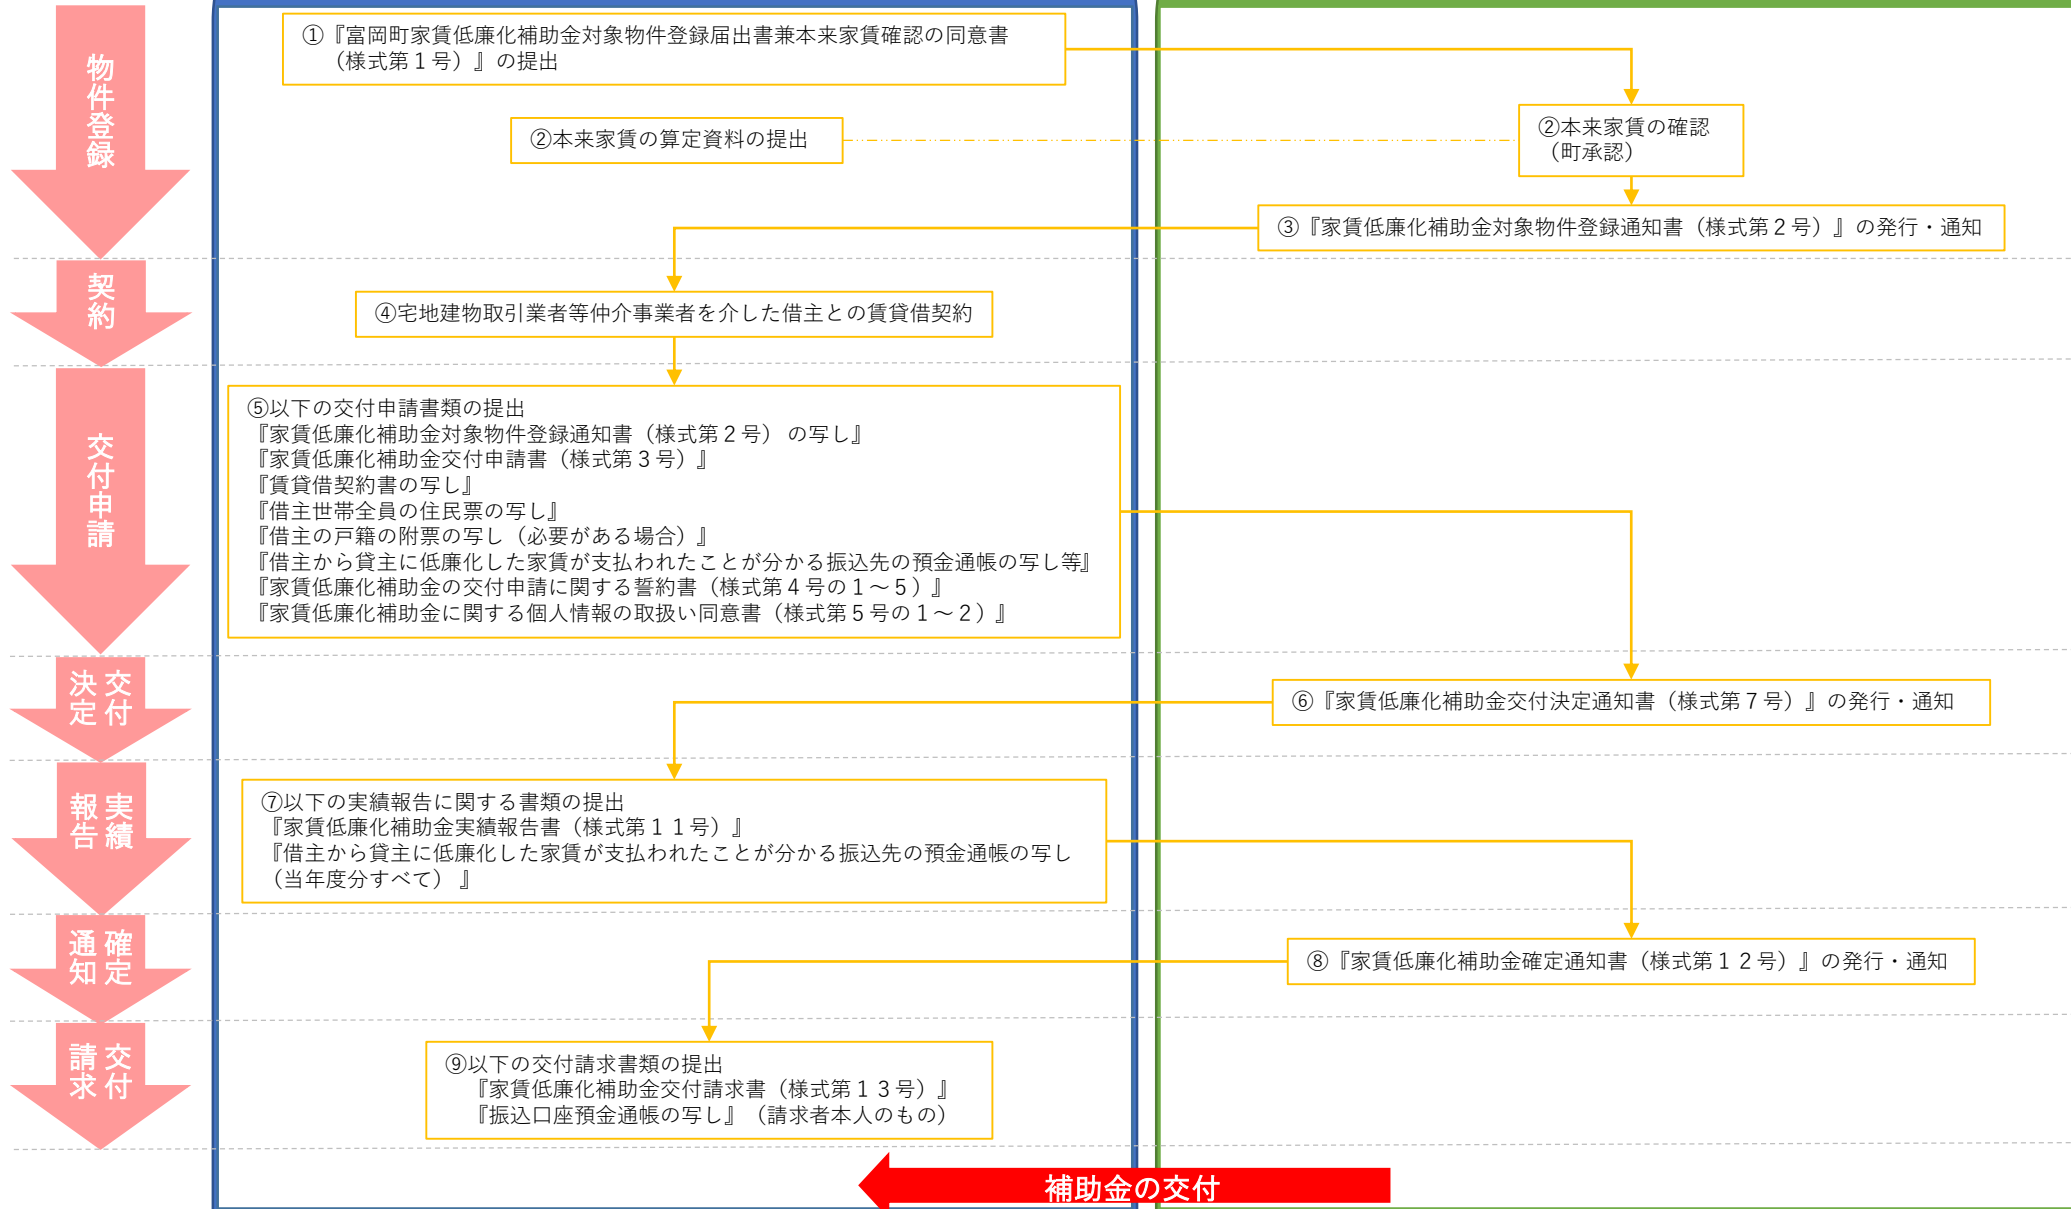 物件登録
①『富岡町家賃低廉化補助金対象物件登録届出書兼本来家賃確認の同意書
（様式第１号）』の提出
②本来家賃の算定資料の提出
②本来家賃の確認
（町承認）
③『家賃低廉化補助金対象物件登録通知書（様式第２号）』の発行・通知
契約
④宅地建物取引業者等仲介事業者を介した借主との賃貸借契約
交付申請
⑤以下の交付申請書類の提出
『家賃低廉化補助金対象物件登録通知書（様式第２号） の写し』
『家賃低廉化補助金交付申請書（様式第３号）』
『賃貸借契約書の写し』
『借主世帯全員の住民票の写し』
『借主の戸籍の附票の写し（必要がある場合）』
『借主から貸主に低廉化した家賃が支払われたことが分かる振込先の預金通帳の写し等』
『家賃低廉化補助金の交付申請に関する誓約書（様式第４号の１～５）』
『家賃低廉化補助金に関する個人情報の取扱い同意書（様式第５号の１～２）』
交付
決定
⑥『家賃低廉化補助金交付決定通知書（様式第７号）』の発行・通知
実績
報告
⑦以下の実績報告に関する書類の提出
『家賃低廉化補助金実績報告書（様式第１１号）』
『借主から貸主に低廉化した家賃が支払われたことが分かる振込先の預金通帳の写し
（当年度分すべて） 』
確定
通知
⑧『家賃低廉化補助金確定通知書（様式第１２号）』の発行・通知
交付
請求
⑨以下の交付請求書類の提出
『家賃低廉化補助金交付請求書（様式第１３号）』
『振込口座預金通帳の写し』（請求者本人のもの）
補助金の交付